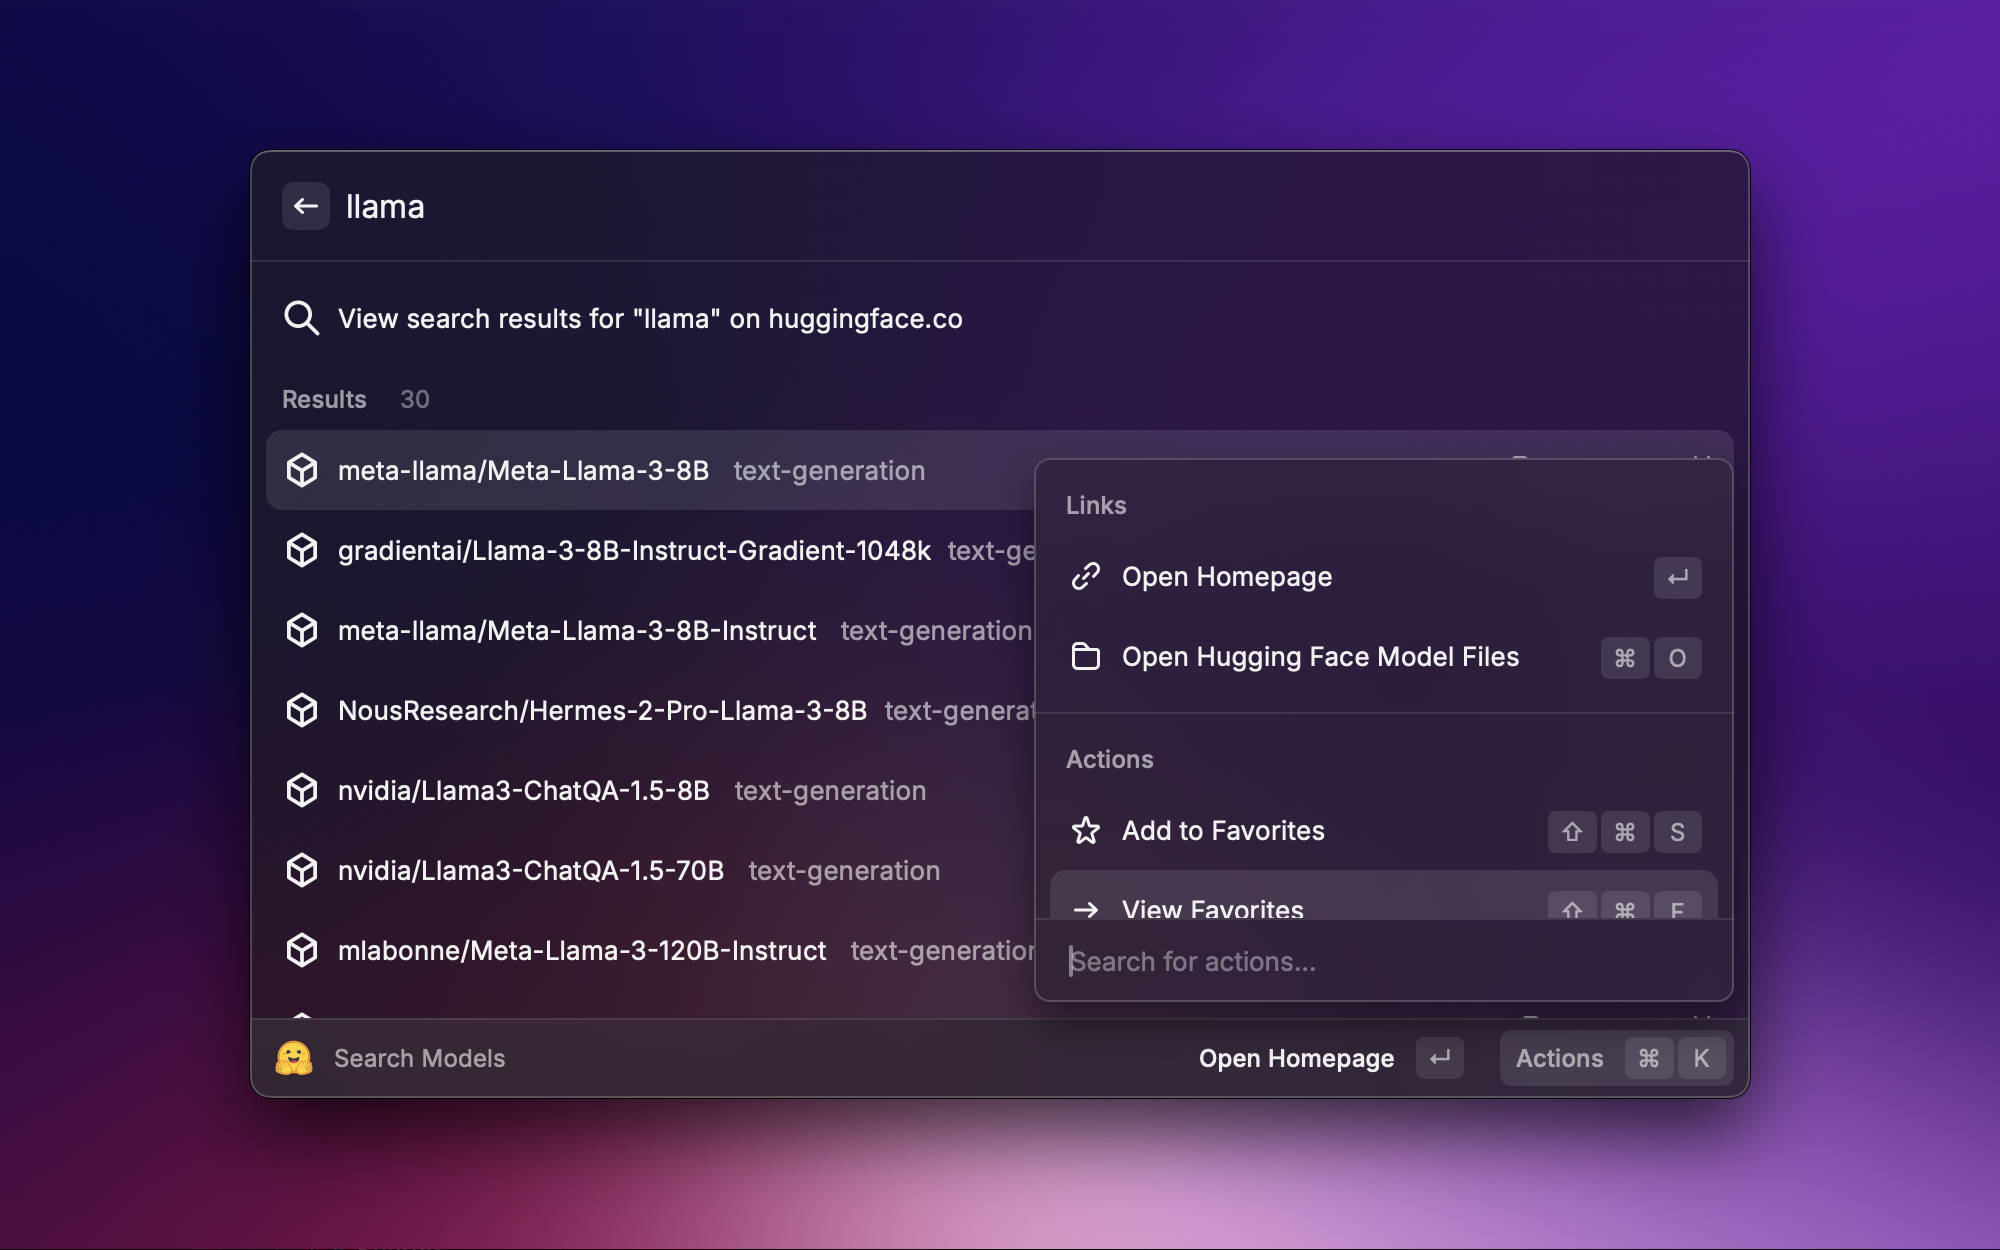 llama
View search results for "llama" on huggingface.co
Results 30
meta-llama/Meta-Llama-3-8B text-generation
gradientai/Llama-3-8B-Instruct-Gradient-1048k text-ge
meta-llama/Meta-Llama-3-8B-Instruct text-generation
NousResearch/Hermes-2-Pro-Llama-3-8B text-generat
nvidia/Llama3-ChatQA-1.5-8B text-generation
nvidia/Llama3-ChatQA-1.5-70B text-generation
mlabonne/Meta-Llama-3-120B-Instruct text-generation
Links
Open Homepage ↵
Open Hugging Face Model Files ⌘ O
Actions
Add to Favorites ⇧ ⌘ S
View Favorites ⇧ ⌘ F
Search for actions...
Search Models
Open Homepage ↵
Actions ⌘ K